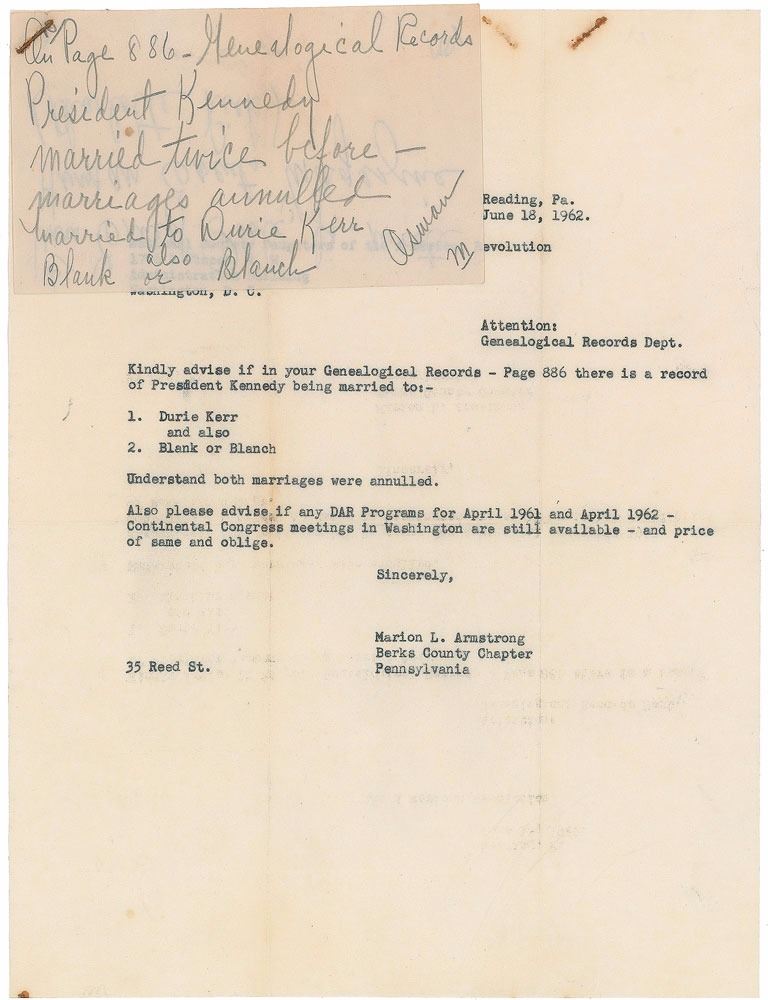 On Page 886 - Genealogical Records
President Kennedy
married twice before -
marriages annulled
married to Durie Kerr
also
Blank or Blanch
M
Reading, Pa.
June 18, 1962.
evolution
Washington, D. C.
Attention:
Genealogical Records Dept.
Kindly advise if in your Genealogical Records - Page 886 there is a record
of President Kennedy being married to:-
1. Durie Kerr
and also
2. Blank or Blanch
Understand both marriages were annulled.
Also please advise if any DAR Programs for April 1961 and April 1962 -
Continental Congress meetings in Washington are still available - and price
of same and oblige.
Sincerely,
Marion L. Armstrong
Berks County Chapter
35 Reed St. Pennsylvania